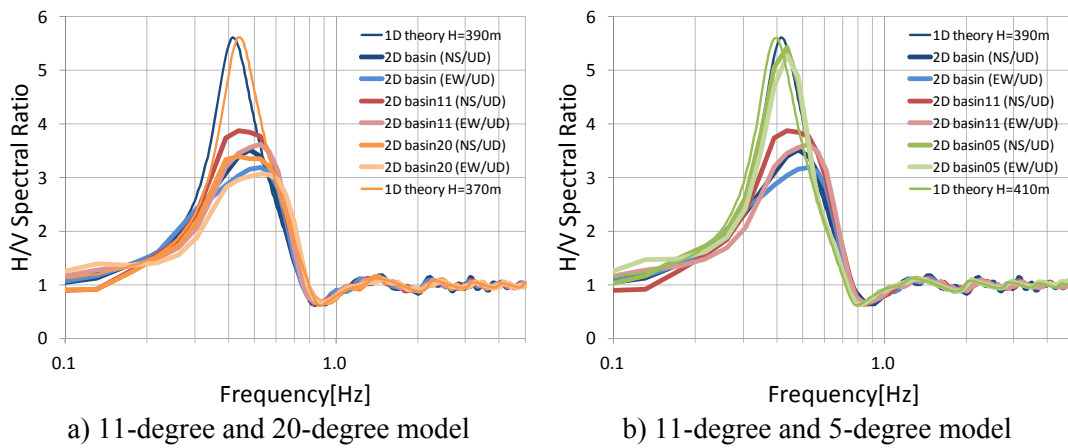 H/V Spectral Ratio
6
5
4
3
2
1
0
0.1
1.0
Frequency[Hz]
1D theory H=390m
2D basin (NS/UD)
2D basin (EW/UD)
2D basin11 (NS/UD)
2D basin11 (EW/UD)
2D basin20 (NS/UD)
2D basin20 (EW/UD)
1D theory H=370m
a) 11-degree and 20-degree model
H/V Spectral Ratio
6
5
4
3
2
1
0
0.1
1.0
Frequency[Hz]
1D theory H=390m
2D basin (NS/UD)
2D basin (EW/UD)
2D basin11 (NS/UD)
2D basin11 (EW/UD)
2D basin05 (NS/UD)
2D basin05 (EW/UD)
1D theory H=410m
b) 11-degree and 5-degree model